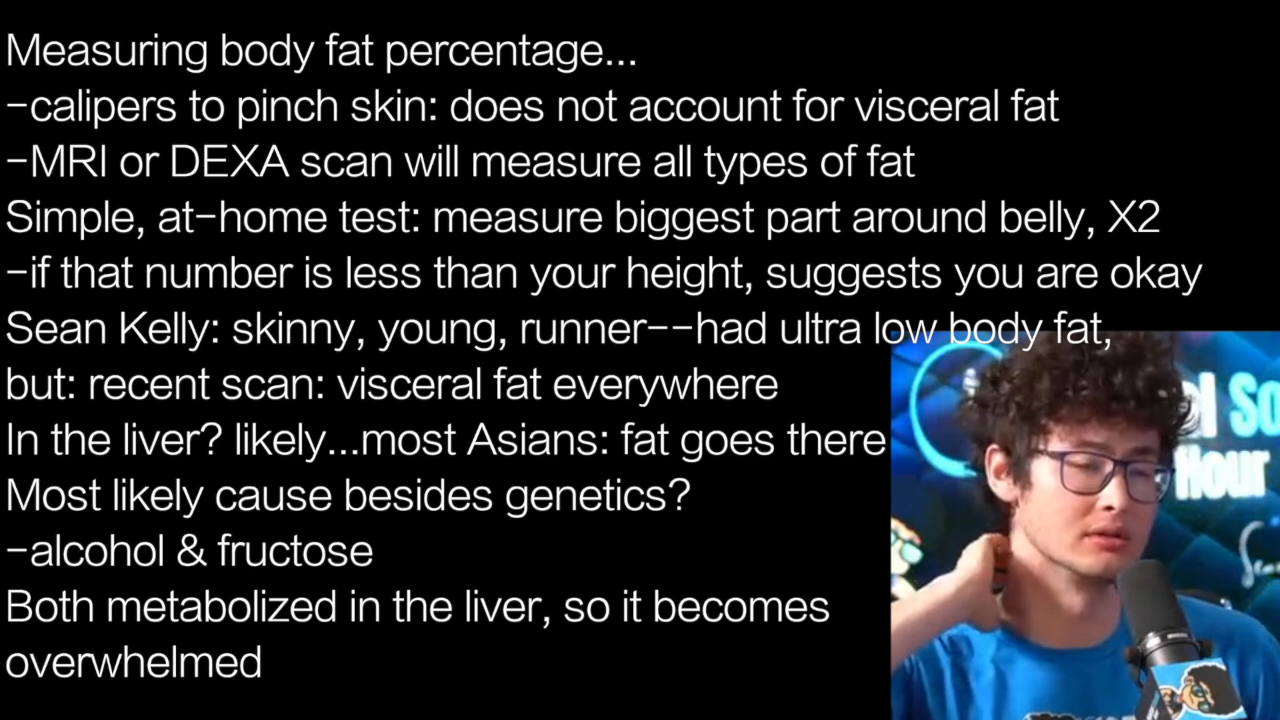 Measuring body fat percentage...
-calipers to pinch skin: does not account for visceral fat
-MRI or DEXA scan will measure all types of fat
Simple, at-home test: measure biggest part around belly, X2
-if that number is less than your height, suggests you are okay
Sean Kelly: skinny, young, runner--had ultra low body fat,
but: recent scan: visceral fat everywhere
In the liver? likely...most Asians: fat goes there
Most likely cause besides genetics?
-alcohol & fructose
Both metabolized in the liver, so it becomes
overwhelmed
Hour